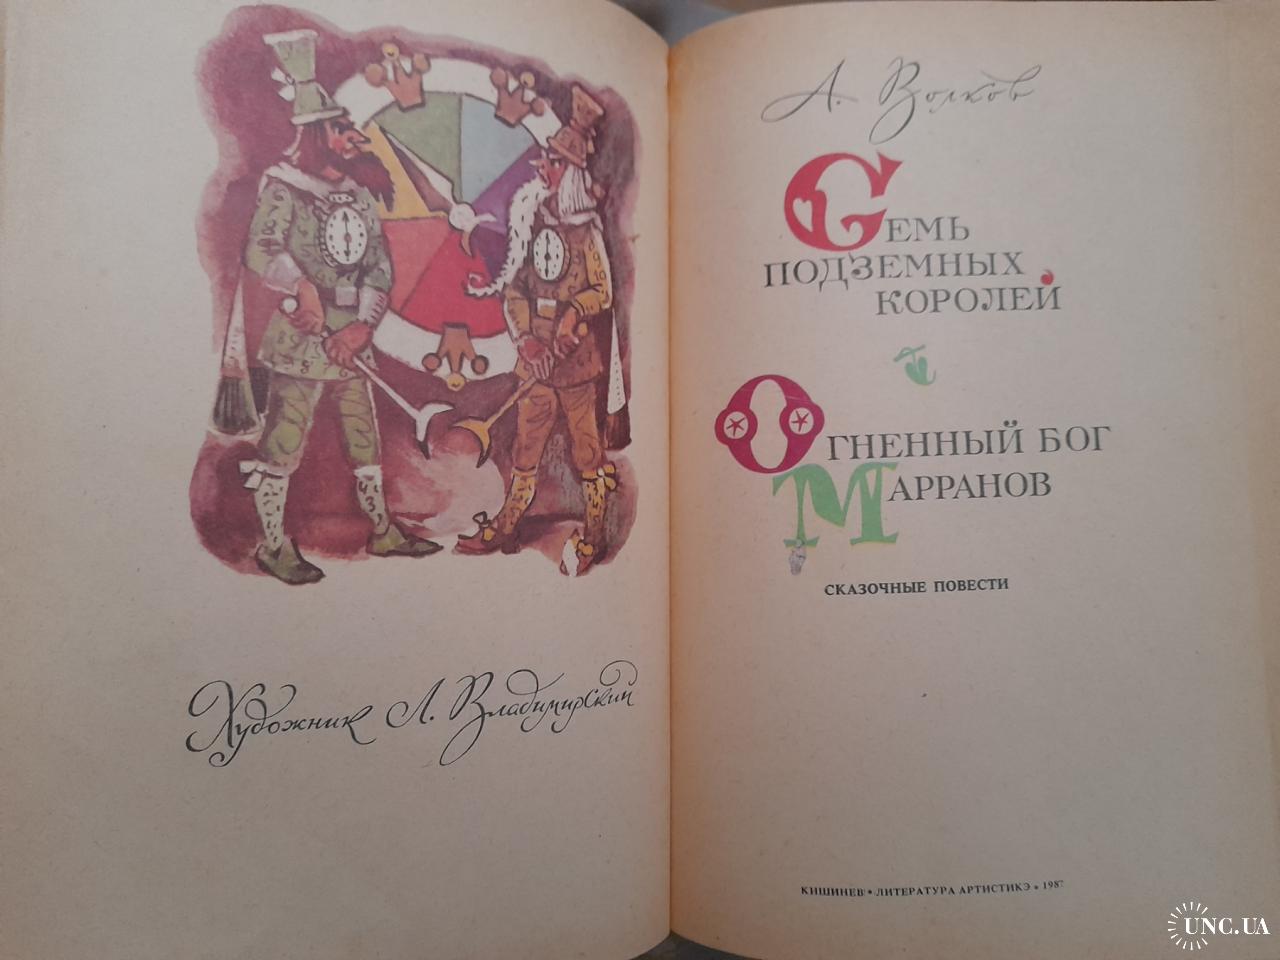 Художник Л. Владимирский
А. Волков
Семь
подземных
королей
Огненный бог
Марранов
СКАЗОЧНЫЕ ПОВЕСТИ
КИШИНЕВ • ЛИТЕРАТУРА АРТИСТИКЭ • 1987
UNC.UA